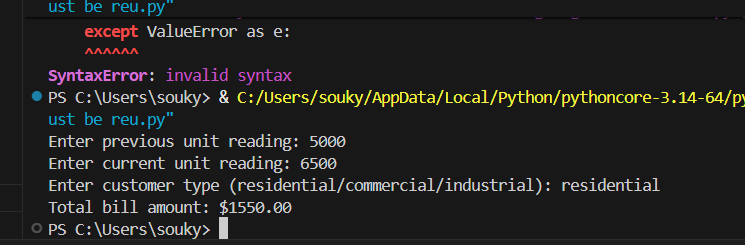 ust be reu.py"
except ValueError as e:
^^^^^^
SyntaxError: invalid syntax
PS C:\Users\souky> & C:/Users/souky/AppData/Local/Python/pythoncore-3.14-64/py
ust be reu.py"
Enter previous unit reading: 5000
Enter current unit reading: 6500
Enter customer type (residential/commercial/industrial): residential
Total bill amount: $1550.00
PS C:\Users\souky>